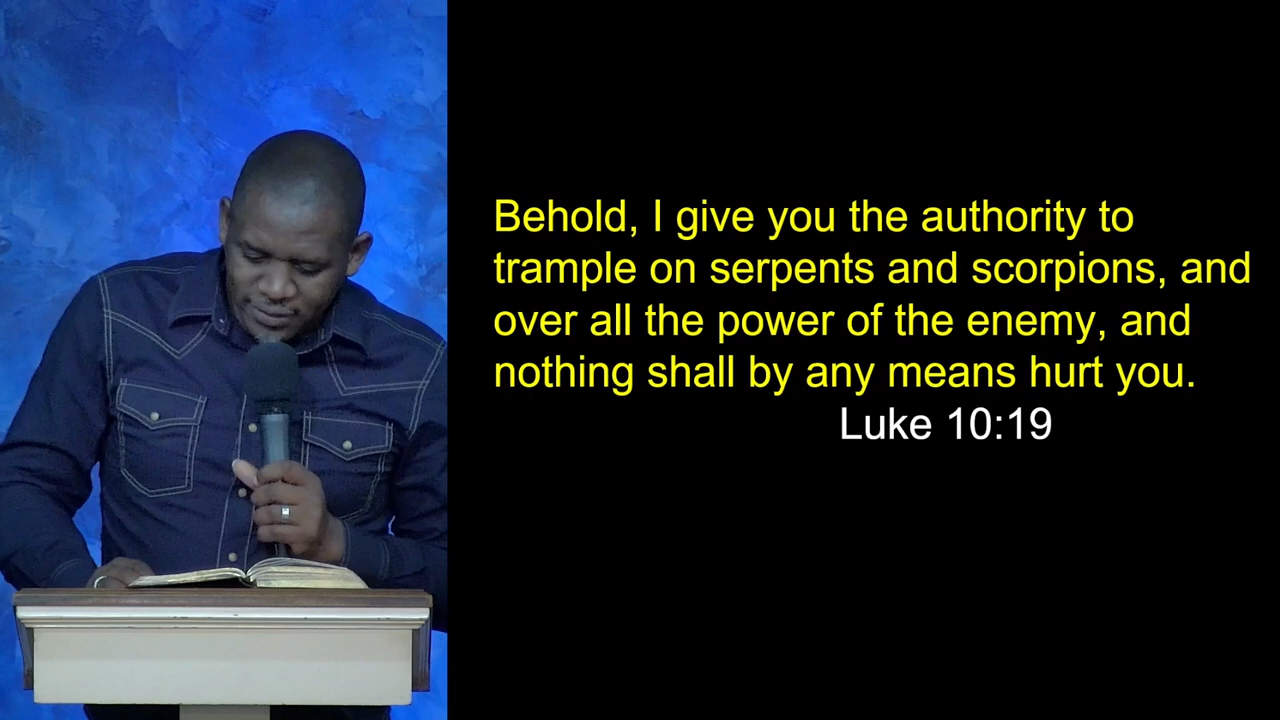 Behold, I give you the authority to
trample on serpents and scorpions, and
over all the power of the enemy, and
nothing shall by any means hurt you.
Luke 10:19